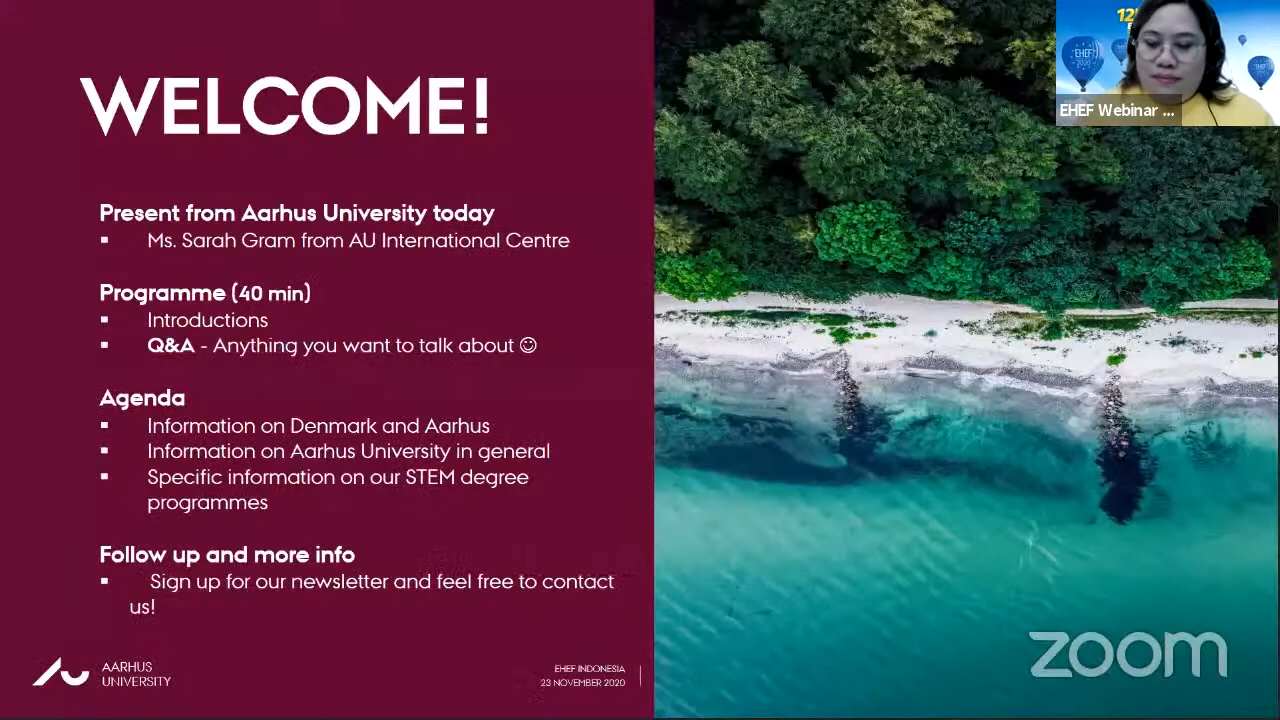 WELCOME!
Present from Aarhus University today
▪ Ms. Sarah Gram from AU International Centre
Programme (40 min)
▪ Introductions
▪ Q&A - Anything you want to talk about ☺
Agenda
▪ Information on Denmark and Aarhus
▪ Information on Aarhus University in general
▪ Specific information on our STEM degree
programmes
Follow up and more info
▪ Sign up for our newsletter and feel free to contact
us!
AARHUS
UNIVERSITY
EHEF INDONESIA
23 NOVEMBER 2020
EHEF
2020
EHEF Webinar ...
zoom